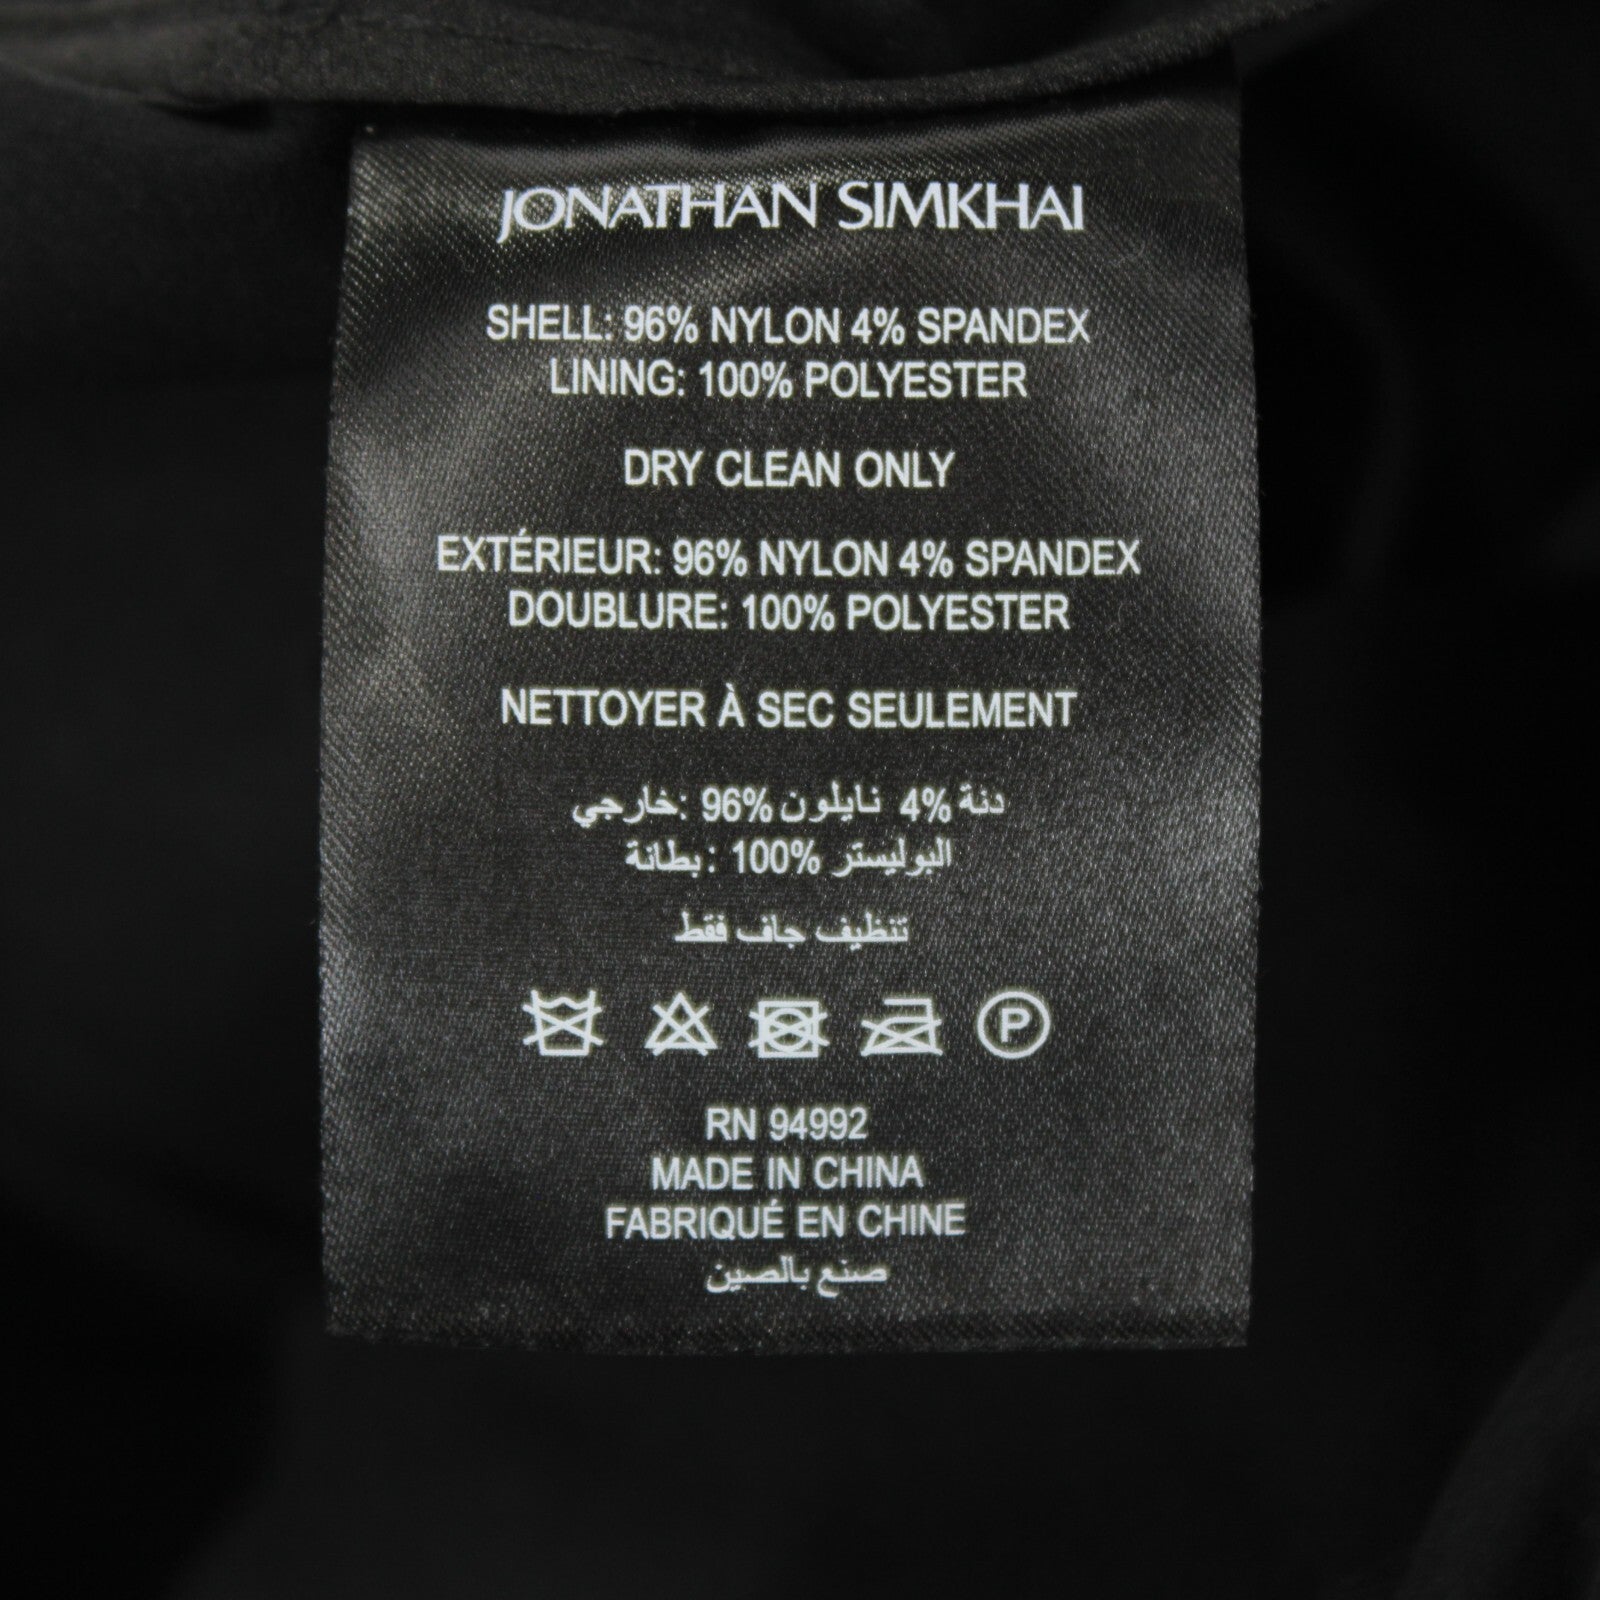 JONATHAN SIMKHAI
SHELL: 96% NYLON 4% SPANDEX
LINING: 100% POLYESTER
DRY CLEAN ONLY
EXTÉRIEUR: 96% NYLON 4% SPANDEX
DOUBLURE: 100% POLYESTER
NETTOYER À SEC SEULEMENT
خارجي: 96% نايلون 4% دنة
بطانة: 100% البوليستر
تنظيف جاف فقط
P
RN 94992
MADE IN CHINA
FABRIQUÉ EN CHINE
صنع بالصين